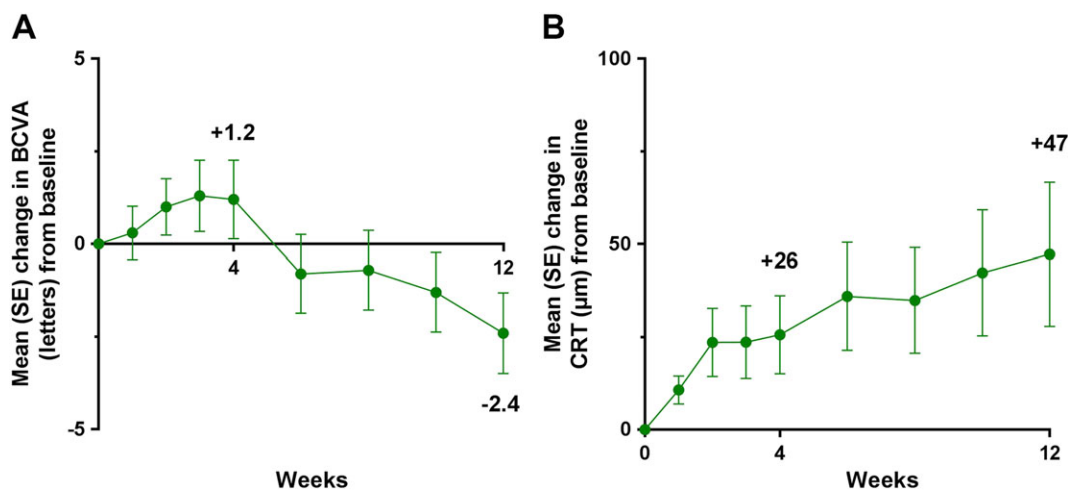 A
Mean (SE) change in BCVA
(letters) from baseline
5
0
-5
+1.2
4
12
-2.4
Weeks
B
Mean (SE) change in
CRT (µm) from baseline
100
50
0
+26
+47
0
4
12
Weeks